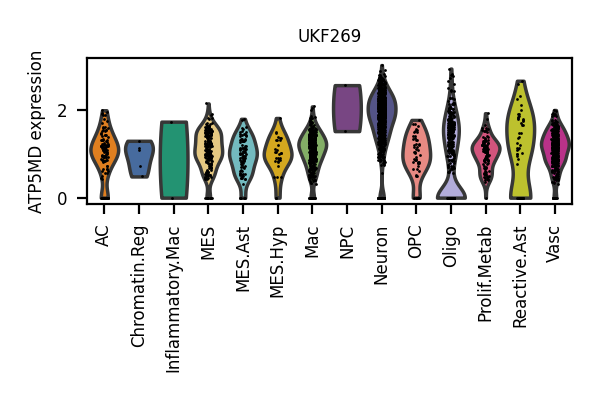 UKF269
ATP5MD expression
2
0
AC
Chromatin.Reg
Inflammatory.Mac
MES
MES.Ast
MES.Hyp
Mac
NPC
Neuron
OPC
Oligo
Prolif.Metab
Reactive.Ast
Vasc